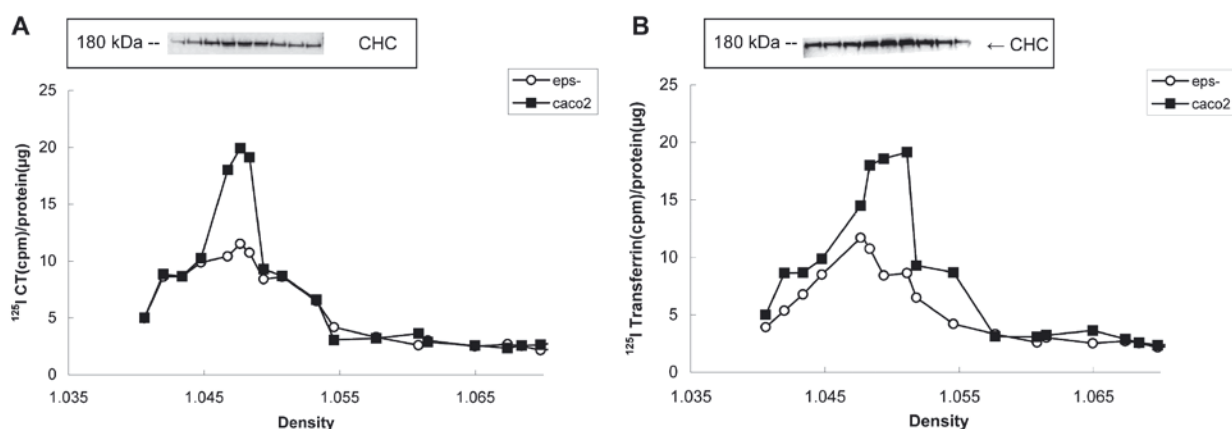 A
180 kDa --
CHC
eps-
caco2
¹²⁵I CT(cpm)/protein(µg)
25
20
15
10
5
0
1.035
1.045
1.055
1.065
Density
B
180 kDa --
← CHC
eps-
caco2
¹²⁵I Transferrin(cpm)/protein(µg)
25
20
15
10
5
0
1.035
1.045
1.055
1.065
Density